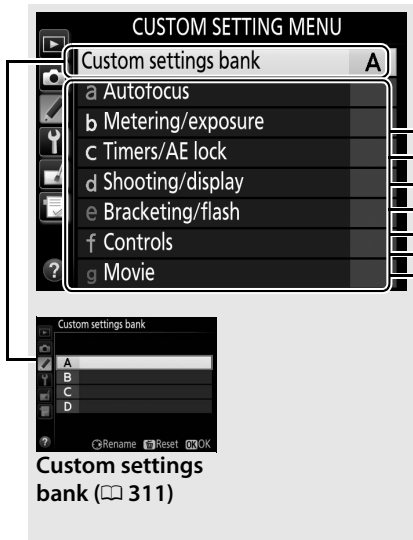 CUSTOM SETTING MENU
Custom settings bank A
a Autofocus
b Metering/exposure
c Timers/AE lock
d Shooting/display
e Bracketing/flash
f Controls
g Movie
?
Custom settings bank
A
B
C
D
?
Rename Reset OK OK
Custom settings
bank (311)